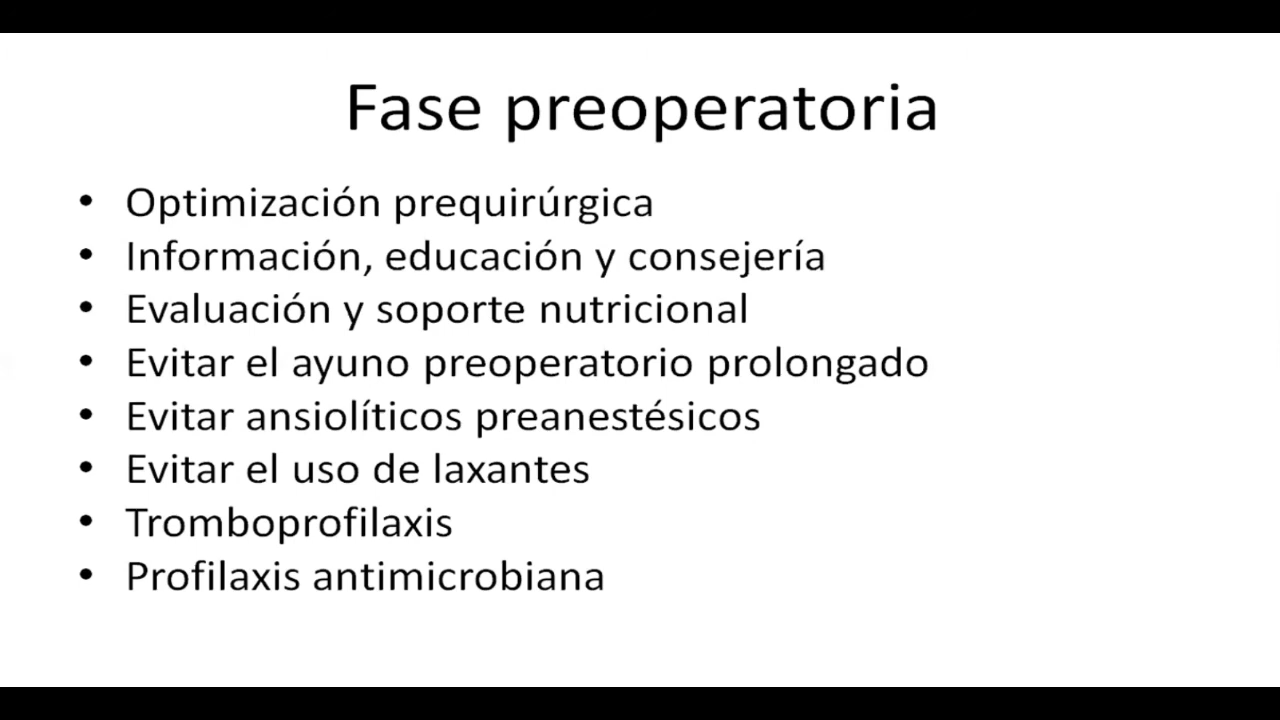 Fase preoperatoria
• Optimización prequirúrgica
• Información, educación y consejería
• Evaluación y soporte nutricional
• Evitar el ayuno preoperatorio prolongado
• Evitar ansiolíticos preanestésicos
• Evitar el uso de laxantes
• Tromboprofilaxis
• Profilaxis antimicrobiana